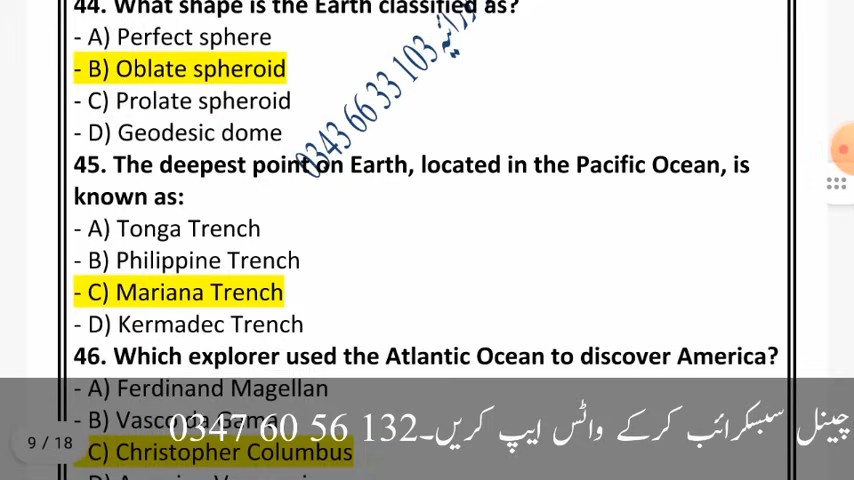 44. What shape is the Earth classified as?
- A) Perfect sphere
- B) Oblate spheroid
- C) Prolate spheroid
- D) Geodesic dome
0343 66 33 103
45. The deepest point on Earth, located in the Pacific Ocean, is
known as:
- A) Tonga Trench
- B) Philippine Trench
- C) Mariana Trench
- D) Kermadec Trench
46. Which explorer used the Atlantic Ocean to discover America?
- A) Ferdinand Magellan
- B) Vasco da Gama
C) Christopher Columbus
چینل سبسکرائب کرکے واٹس ایپ کریں۔132 56 60 0347
9 / 18